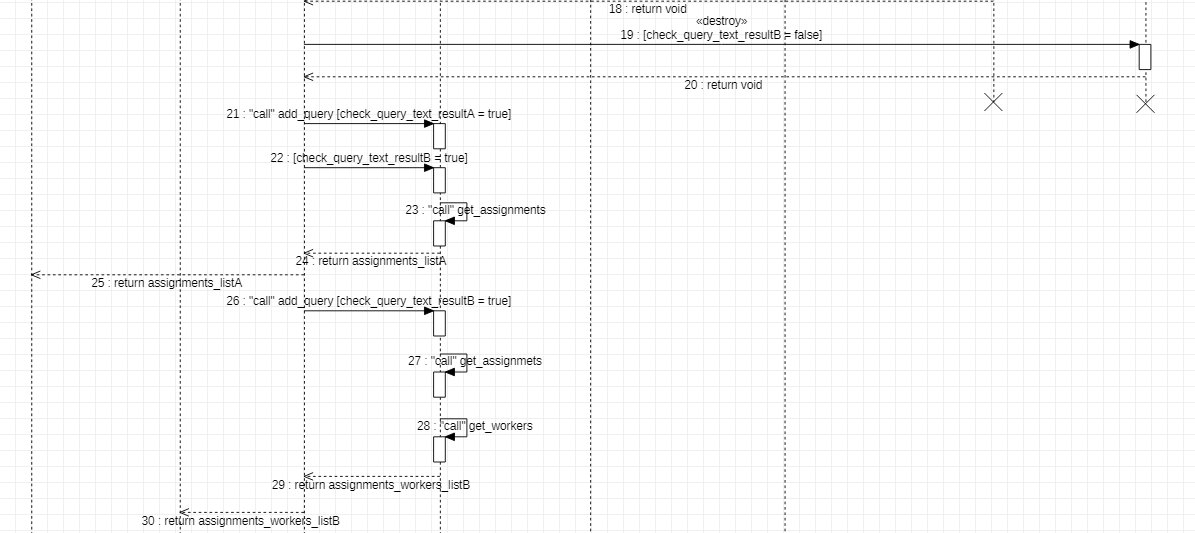 18 : return void
«destroy»
19 : [check_query_text_resultB = false]
20 : return void
21 : "call" add_query [check_query_text_resultA = true]
22 : [check_query_text_resultB = true]
23 : "call" get_assignments
24 : return assignments_listA
25 : return assignments_listA
26 : "call" add_query [check_query_text_resultB = true]
27 : "call" get_assignmets
28 : "call" get_workers
29 : return assignments_workers_listB
30 : return assignments_workers_listB